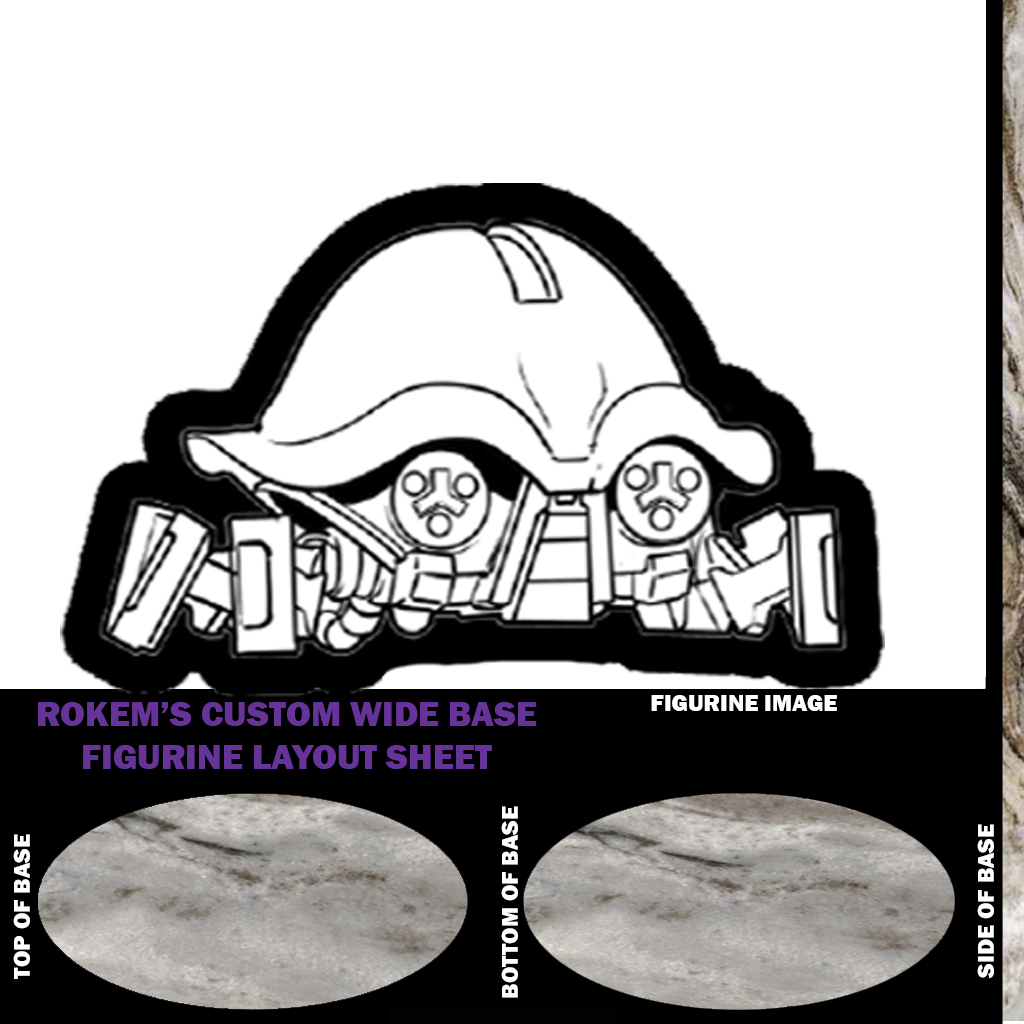 ROKEM’S CUSTOM WIDE BASE
FIGURINE LAYOUT SHEET
FIGURINE IMAGE
TOP OF BASE
BOTTOM OF BASE
SIDE OF BASE